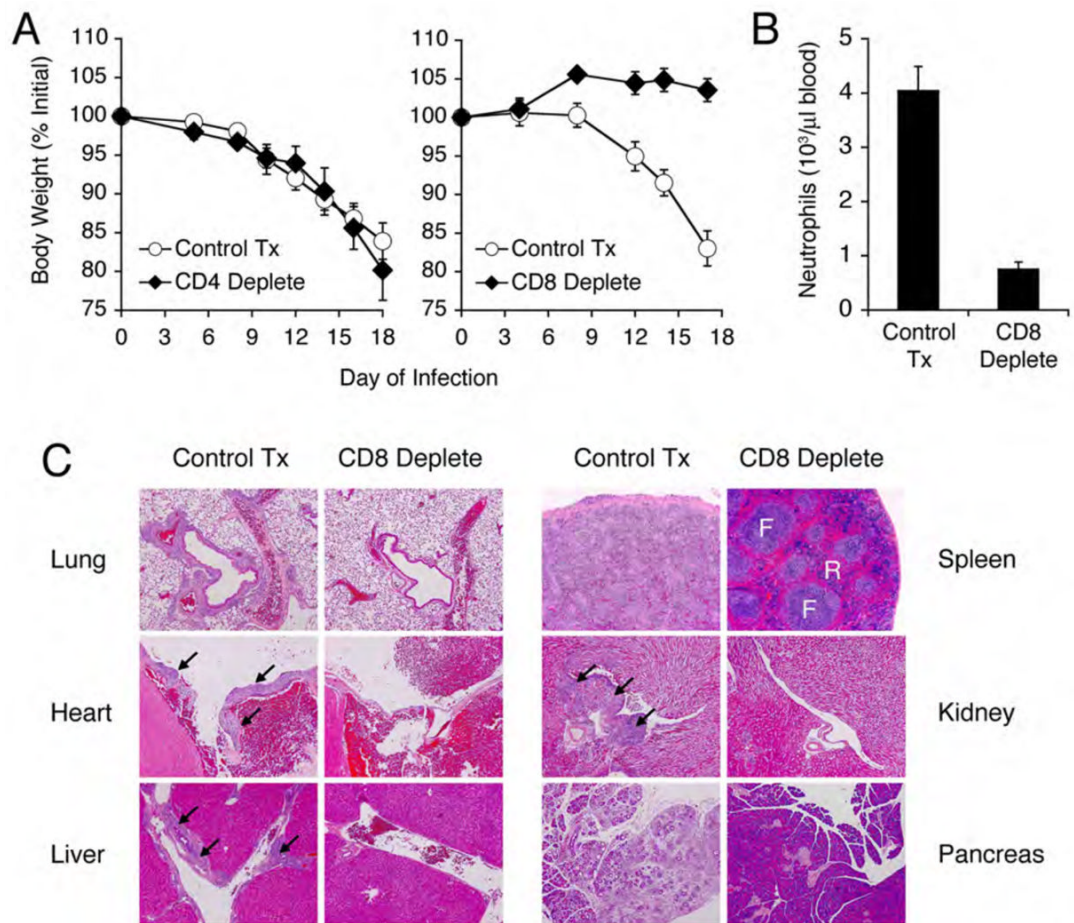 A
B
110
105
100
95
90
85
80
75
Body Weight (% Initial)
Control Tx
CD4 Deplete
0 3 6 9 12 15 18
110
105
100
95
90
85
80
75
Control Tx
CD8 Deplete
0 3 6 9 12 15 18
Day of Infection
5
4
3
2
1
0
Neutrophils (10³/µl blood)
Control
Tx
CD8
Deplete
C
Control Tx CD8 Deplete Control Tx CD8 Deplete
Lung
F
R
F
Spleen
Heart
Kidney
Liver
Pancreas